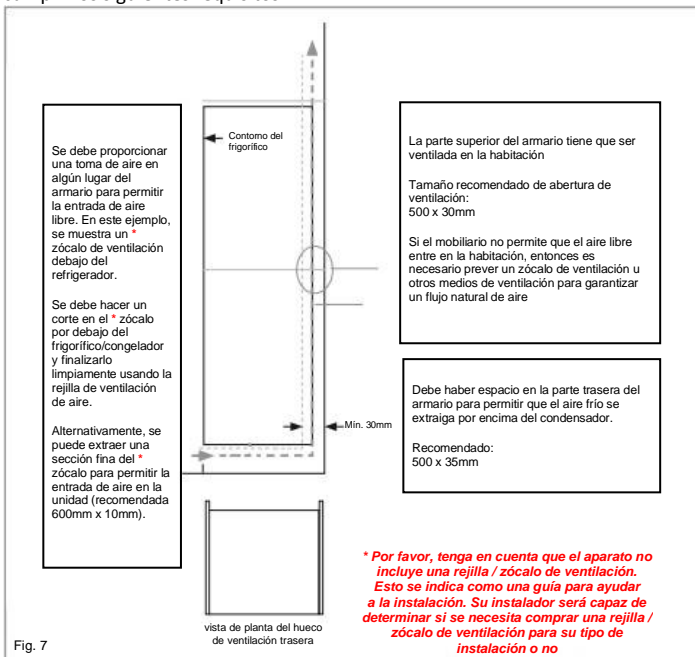 Se debe proporcionar
una toma de aire en
algún lugar del
armario para permitir
la entrada de aire
libre. En este ejemplo,
se muestra un *
zócalo de ventilación
debajo del
refrigerador.
Se debe hacer un
corte en el * zócalo
por debajo del
frigorífico/congelador
y finalizarlo
limpiamente usando la
rejilla de ventilación
de aire.
Alternativamente, se
puede extraer una
sección fina del *
zócalo para permitir la
entrada de aire en la
unidad (recomendada
600mm x 10mm).
Contorno del
frigorífico
Mín. 30mm
La parte superior del armario tiene que ser
ventilada en la habitación
Tamaño recomendado de abertura de
ventilación:
500 x 30mm
Si el mobiliario no permite que el aire libre
entre en la habitación, entonces es
necesario prever un zócalo de ventilación u
otros medios de ventilación para garantizar
un flujo natural de aire
Debe haber espacio en la parte trasera del
armario para permitir que el aire frío se
extraiga por encima del condensador.
Recomendado:
500 x 35mm
vista de planta del hueco
de ventilación trasera
* Por favor, tenga en cuenta que el aparato no
incluye una rejilla / zócalo de ventilación.
Esto se indica como una guía para ayudar
a la instalación. Su instalador será capaz de
determinar si se necesita comprar una rejilla /
zócalo de ventilación para su tipo de
instalación o no
Fig. 7